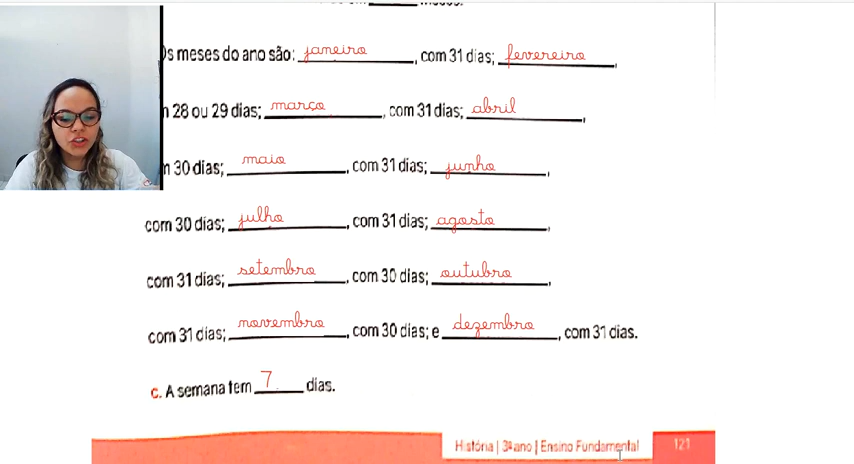 Os meses do ano são: janeiro, com 31 dias; fevereiro,
28 ou 29 dias; março, com 31 dias; abril,
30 dias; maio, com 31 dias; junho,
com 30 dias; julho, com 31 dias; agosto,
com 31 dias; setembro, com 30 dias; outubro,
com 31 dias; novembro, com 30 dias; e dezembro, com 31 dias.
c. A semana tem 7 dias.
História | 3º ano | Ensino Fundamental 121